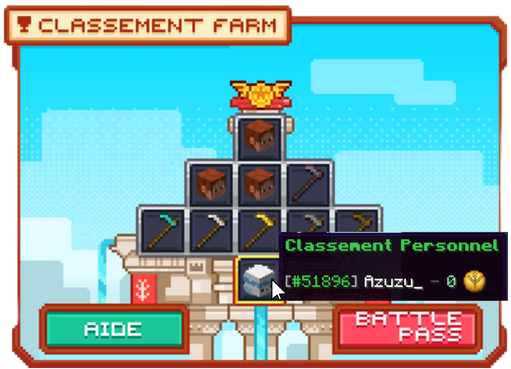 CLASSEMENT FARM
Classement Personnel
[#51896] Azuzu_ - 0
AIDE
BATTLE
PASS